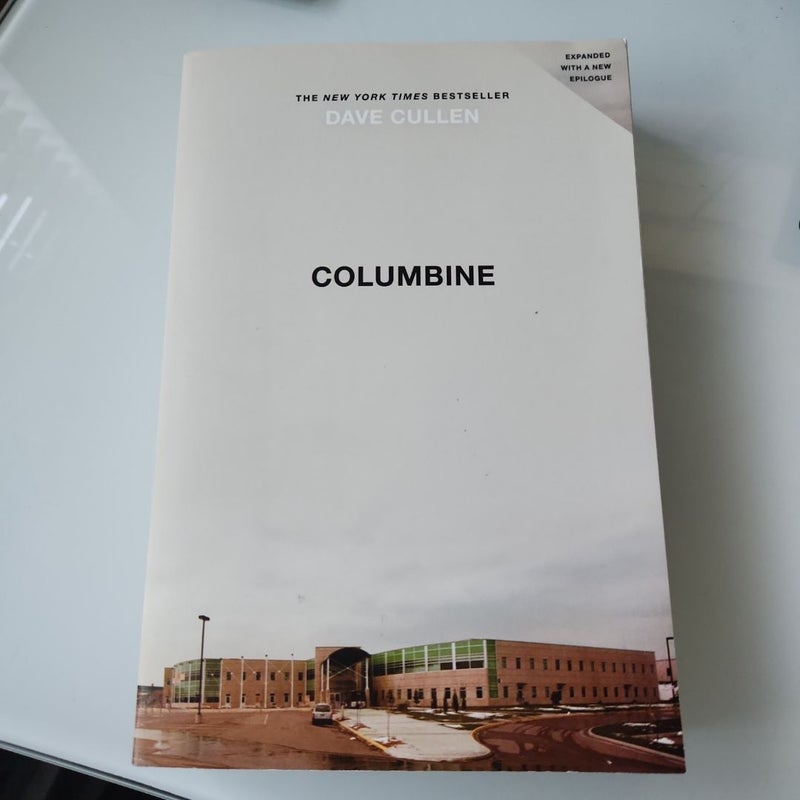 EXPANDED
WITH A NEW
EPILOGUE
THE NEW YORK TIMES BESTSELLER
DAVE CULLEN
COLUMBINE